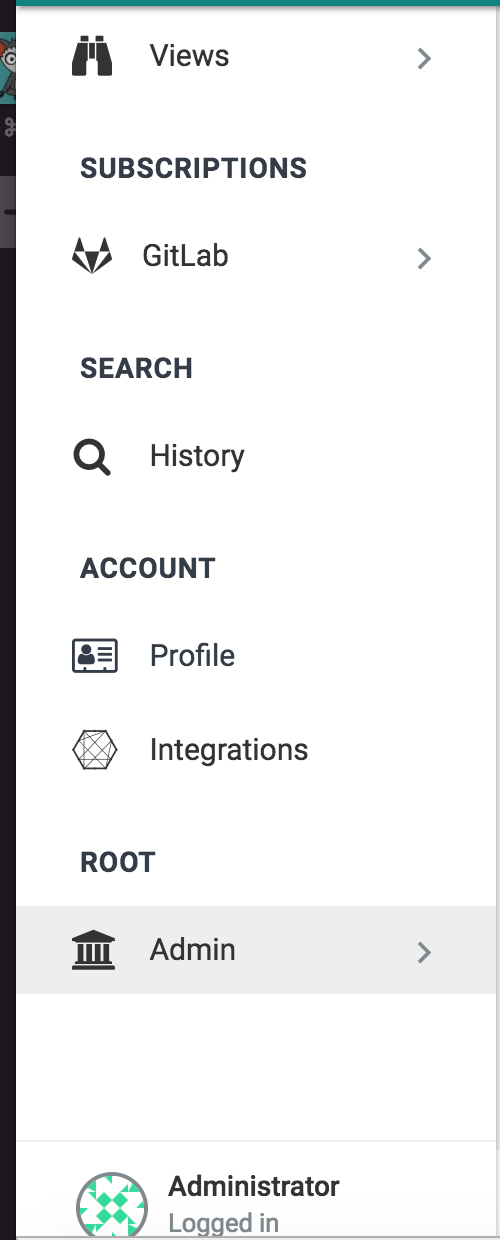 Views
SUBSCRIPTIONS
GitLab
SEARCH
History
ACCOUNT
Profile
Integrations
ROOT
Admin
Administrator
Logged in